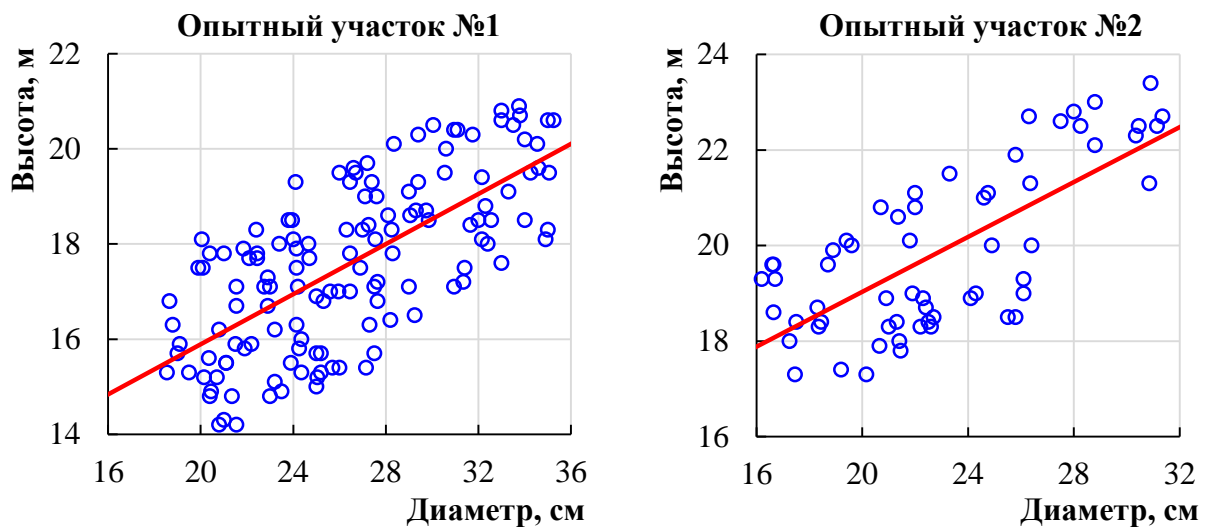 Опытный участок №1
Высота, м
22
20
18
16
14
16 20 24 28 32 36
Диаметр, см
Опытный участок №2
Высота, м
24
22
20
18
16
16 20 24 28 32
Диаметр, см